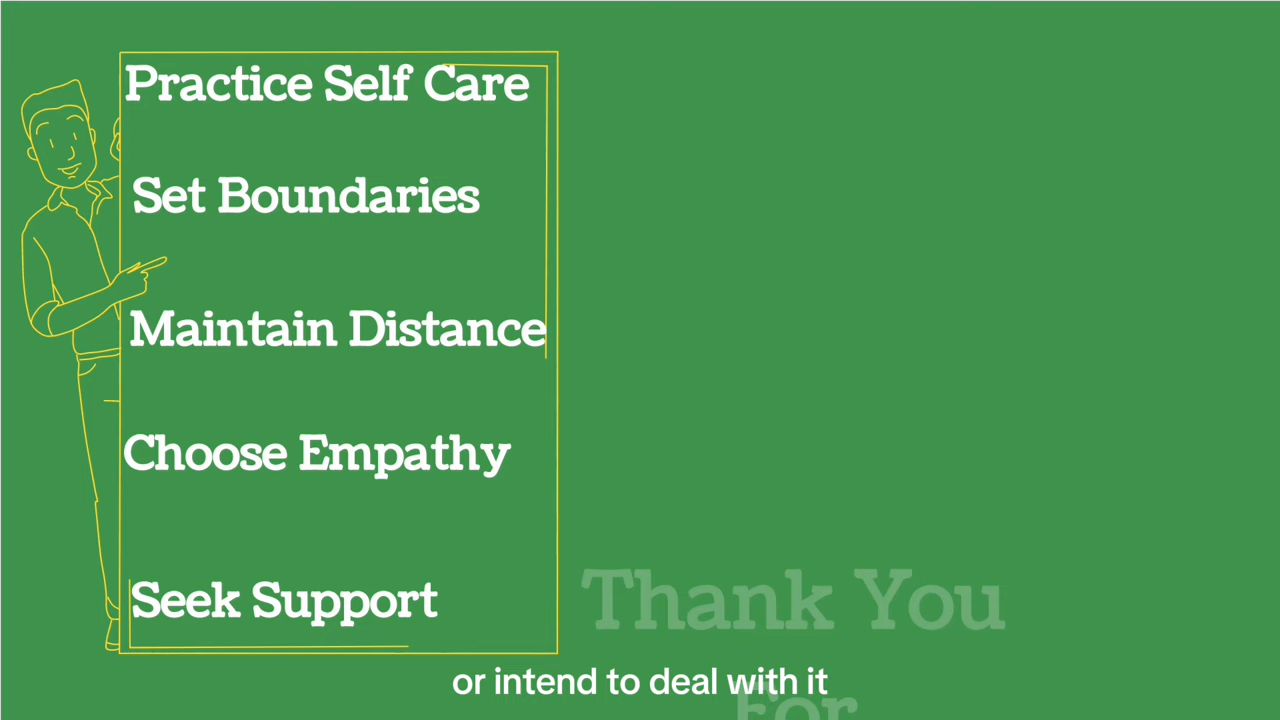 Practice Self Care
Set Boundaries
Maintain Distance
Choose Empathy
Seek Support
Thank You
For
or intend to deal with it